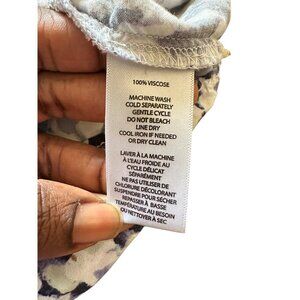 100% VISCOSE
MACHINE WASH
COLD SEPARATELY
GENTLE CYCLE
DO NOT BLEACH
LINE DRY
COOL IRON IF NEEDED
OR DRY CLEAN
LAVER À LA MACHINE
À L'EAU FROIDE AU
CYCLE DÉLICAT
SÉPARÉMENT
NE PAS UTILISER DE
CHLORURE DÉCOLORANT
SUSPENDRE POUR SÉCHER
REPASSER À BASSE
TEMPÉRATURE AU BESOIN
OU NETTOYER À SEC